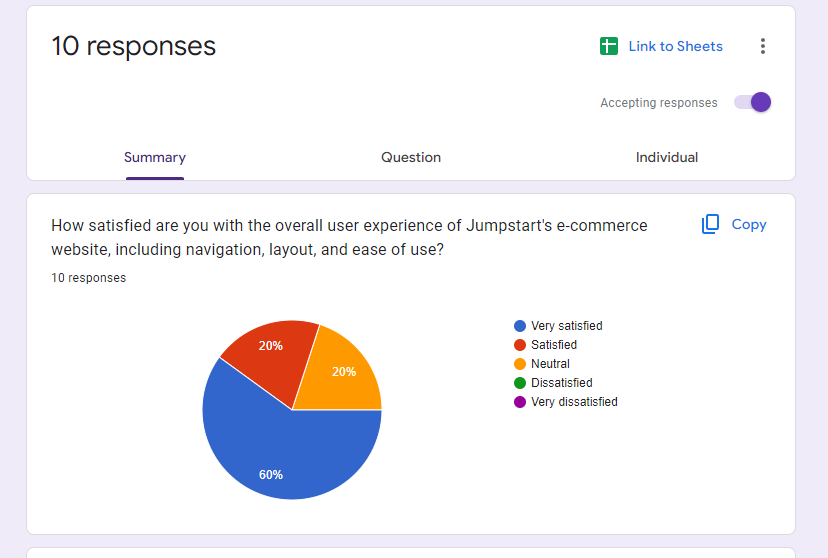 10 responses
Link to Sheets
Accepting responses
Summary
Question
Individual
How satisfied are you with the overall user experience of Jumpstart's e-commerce
website, including navigation, layout, and ease of use?
Copy
10 responses
20%
20%
60%
Very satisfied
Satisfied
Neutral
Dissatisfied
Very dissatisfied